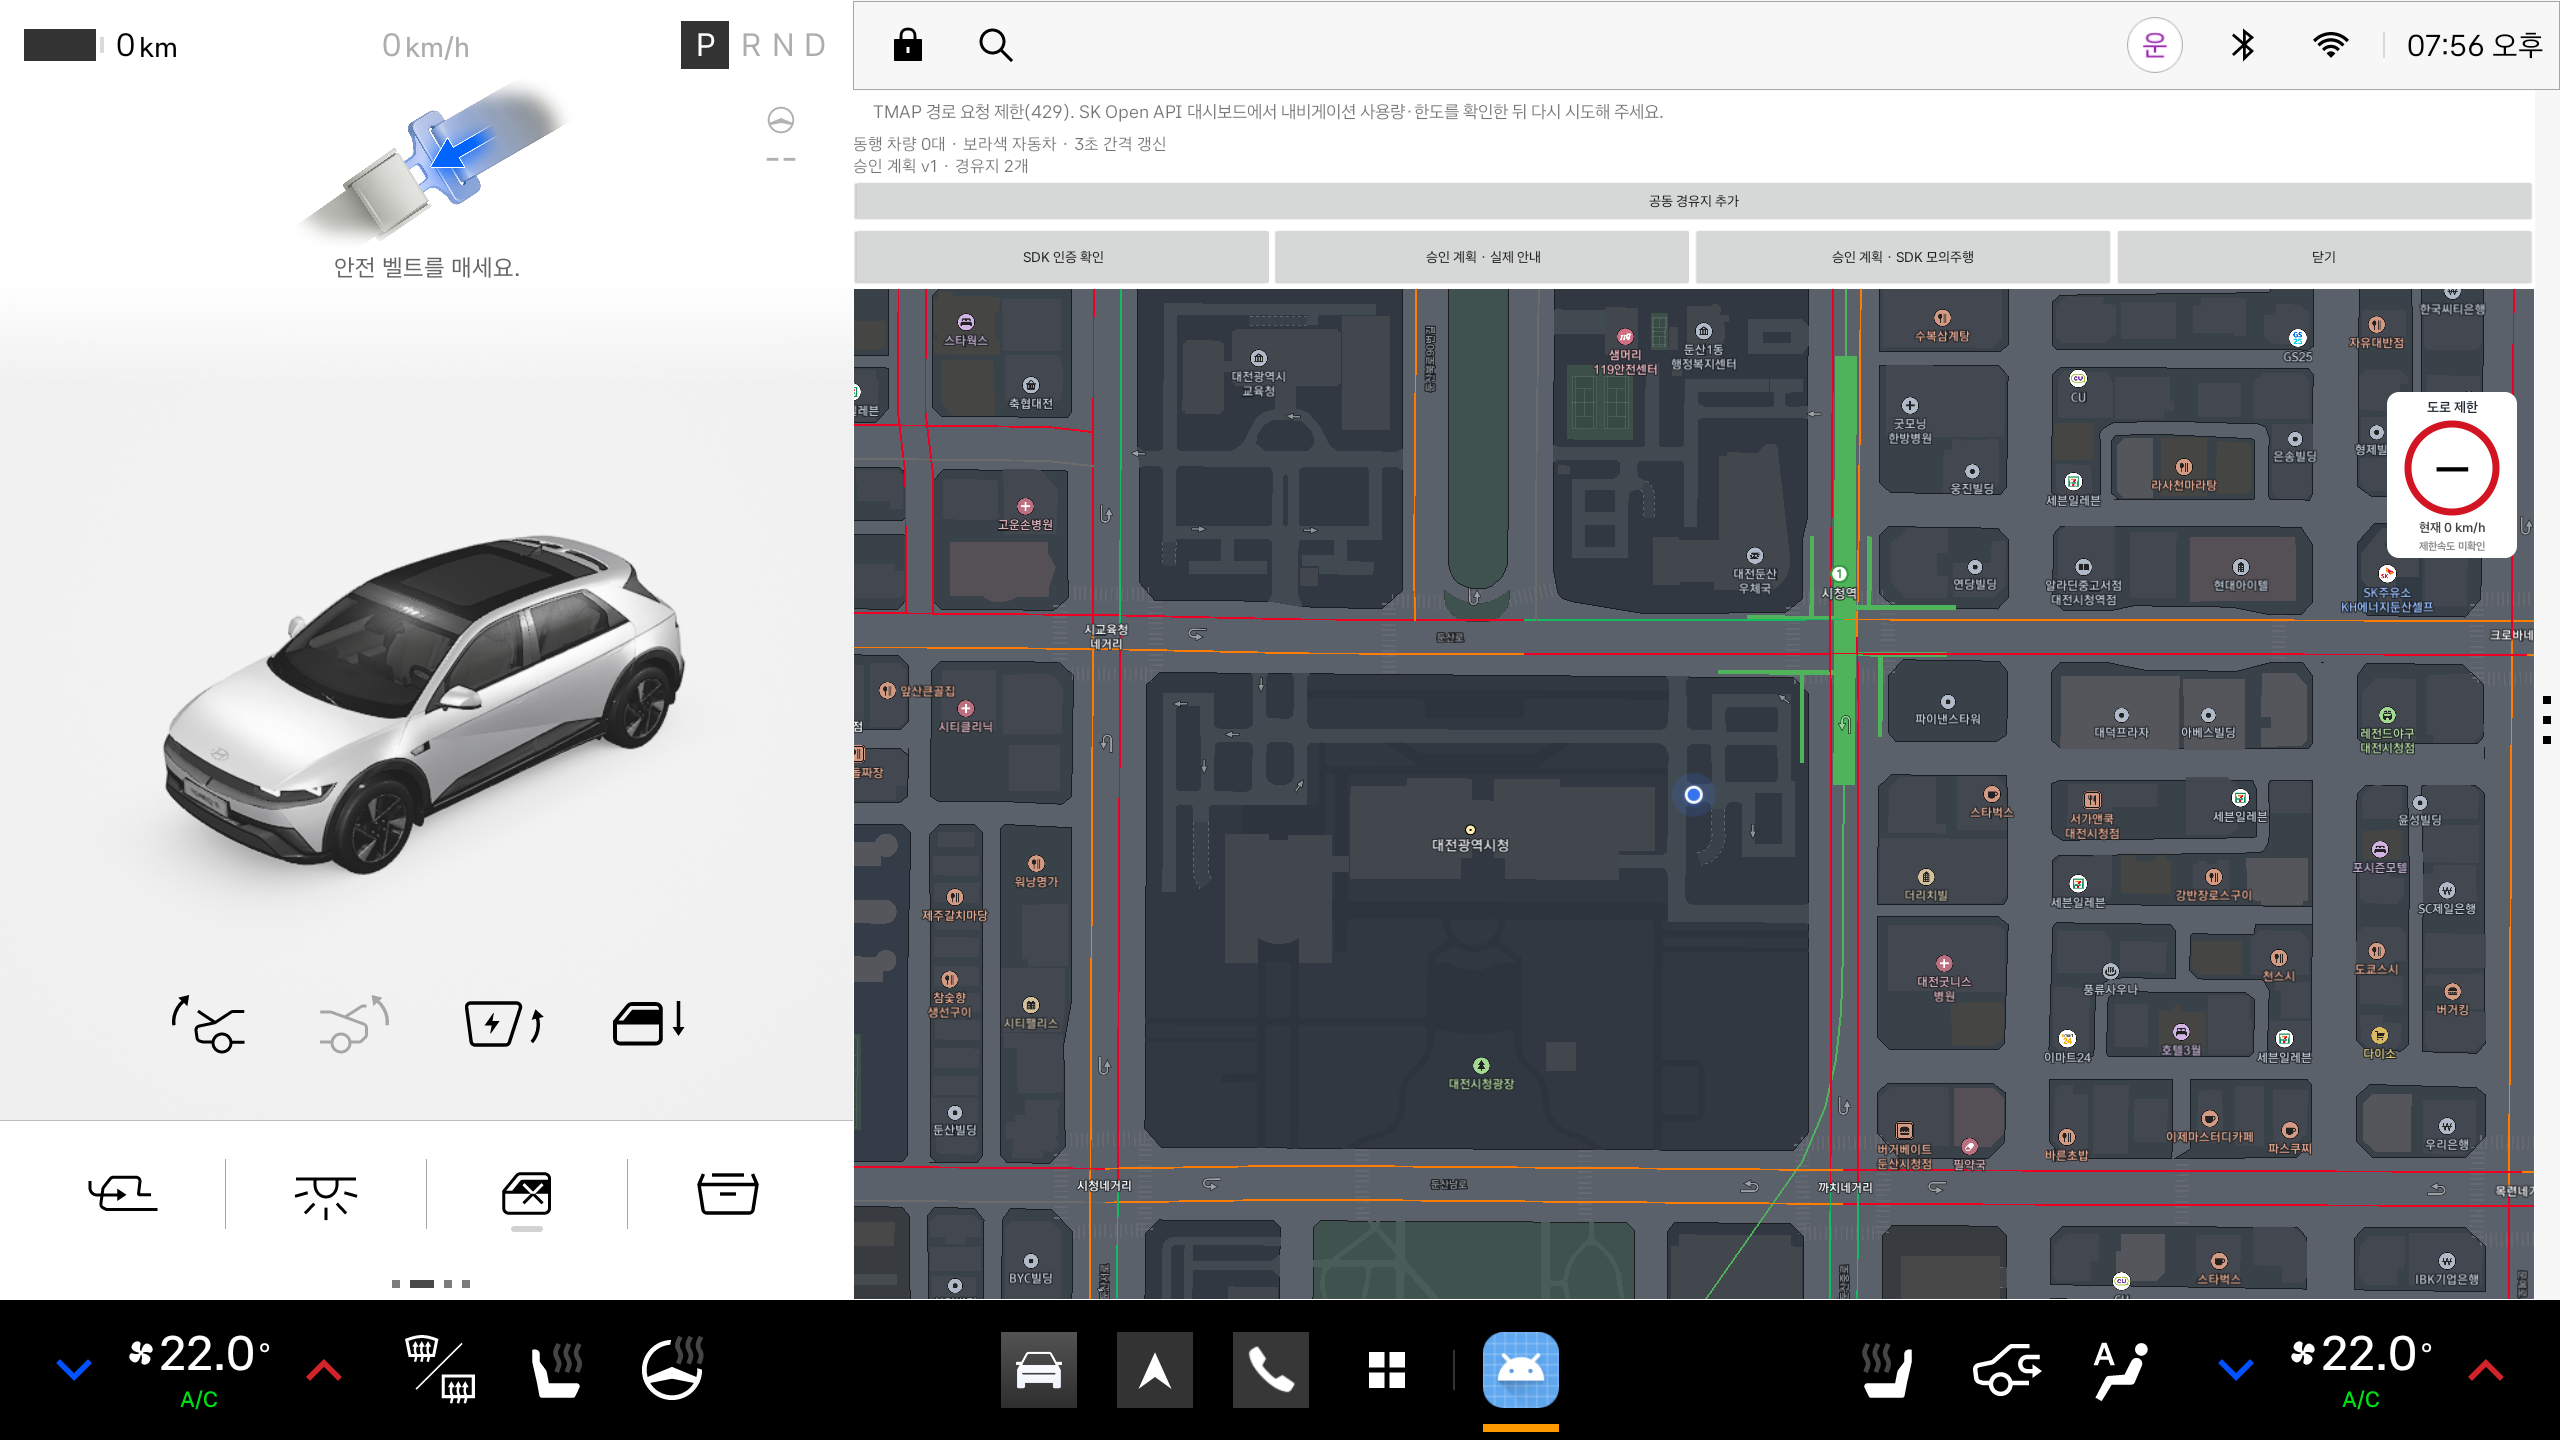 0 km
0 km/h
P R N D
안전 벨트를 매세요.
운
07:56 오후
TMAP 경로 요청 제한(429). SK Open API 대시보드에서 내비게이션 사용량·한도를 확인한 뒤 다시 시도해 주세요.
동행 차량 0대 · 보라색 자동차 · 3초 간격 갱신
승인 계획 v1 · 경유지 2개
공동 경유지 추가
SDK 인증 확인
승인 계획 · 실제 안내
승인 계획 · SDK 모의주행
닫기
한국씨티은행
스타웍스
수복삼계탕
자유대반점
GS25
샘머리
119안전센터
둔산1동
행정복지센터
대전광역시
교육청
축협대전
CU
도로 제한
현재 0 km/h
제한속도 미확인
굿모닝
한방병원
은송빌딩
웅진빌딩
세븐일레븐
라사천마라탕
고운손병원
대전둔산
우체국
1
시청역
연당빌딩
알라딘중고서점
대전시청역점
현대아이텔
SK주유소
KH에너지둔산셀프
시교육청
네거리
둔산로
크로바네
앞산큰골집
시티클리닉
파이낸스타워
대덕프라자
아베스빌딩
레전드야구
대전시청점
스타벅스
서가앤쿡
대전시청점
세븐일레븐
윤성빌딩
대전광역시청
포시즌모텔
워낭명가
제주갈치마당
더리치빌
세븐일레븐
강반장로스구이
SC제일은행
참숯향
생선구이
시티팰리스
대전굿니스
병원
풍류사우나
천스시
도쿄스시
버거킹
이마트24
호텔3월
세븐일레븐
다이소
대전시청광장
둔산빌딩
버거베이트
둔산시청점
필약국
바른초밥
이제마스터디카페
파스쿠찌
우리은행
시청네거리
둔산남로
까치네거리
목련네거
BYC빌딩
CU
스타벅스
IBK기업은행
22.0°
A/C
A
22.0°
A/C